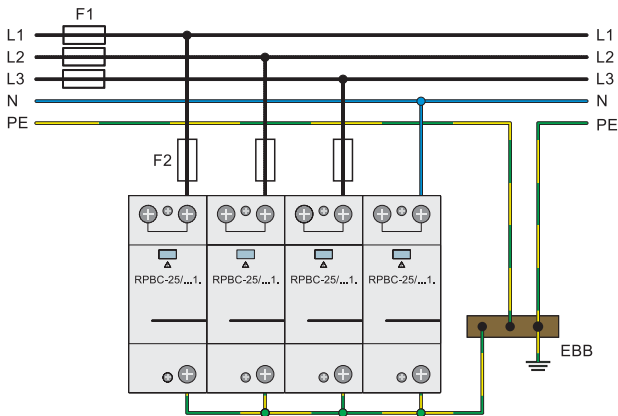 F1
L1 L1
L2 L2
L3 L3
N N
PE PE
F2
RPBC-25/...1. RPBC-25/...1. RPBC-25/...1. RPBC-25/...1.
EBB